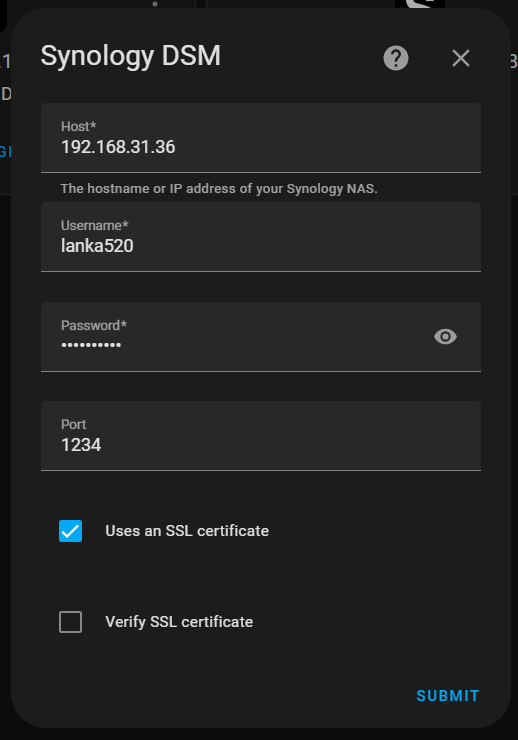 Synology DSM
Host*
192.168.31.36
The hostname or IP address of your Synology NAS.
Username*
lanka520
Password*
••••••••••
Port
1234
Uses an SSL certificate
Verify SSL certificate
SUBMIT